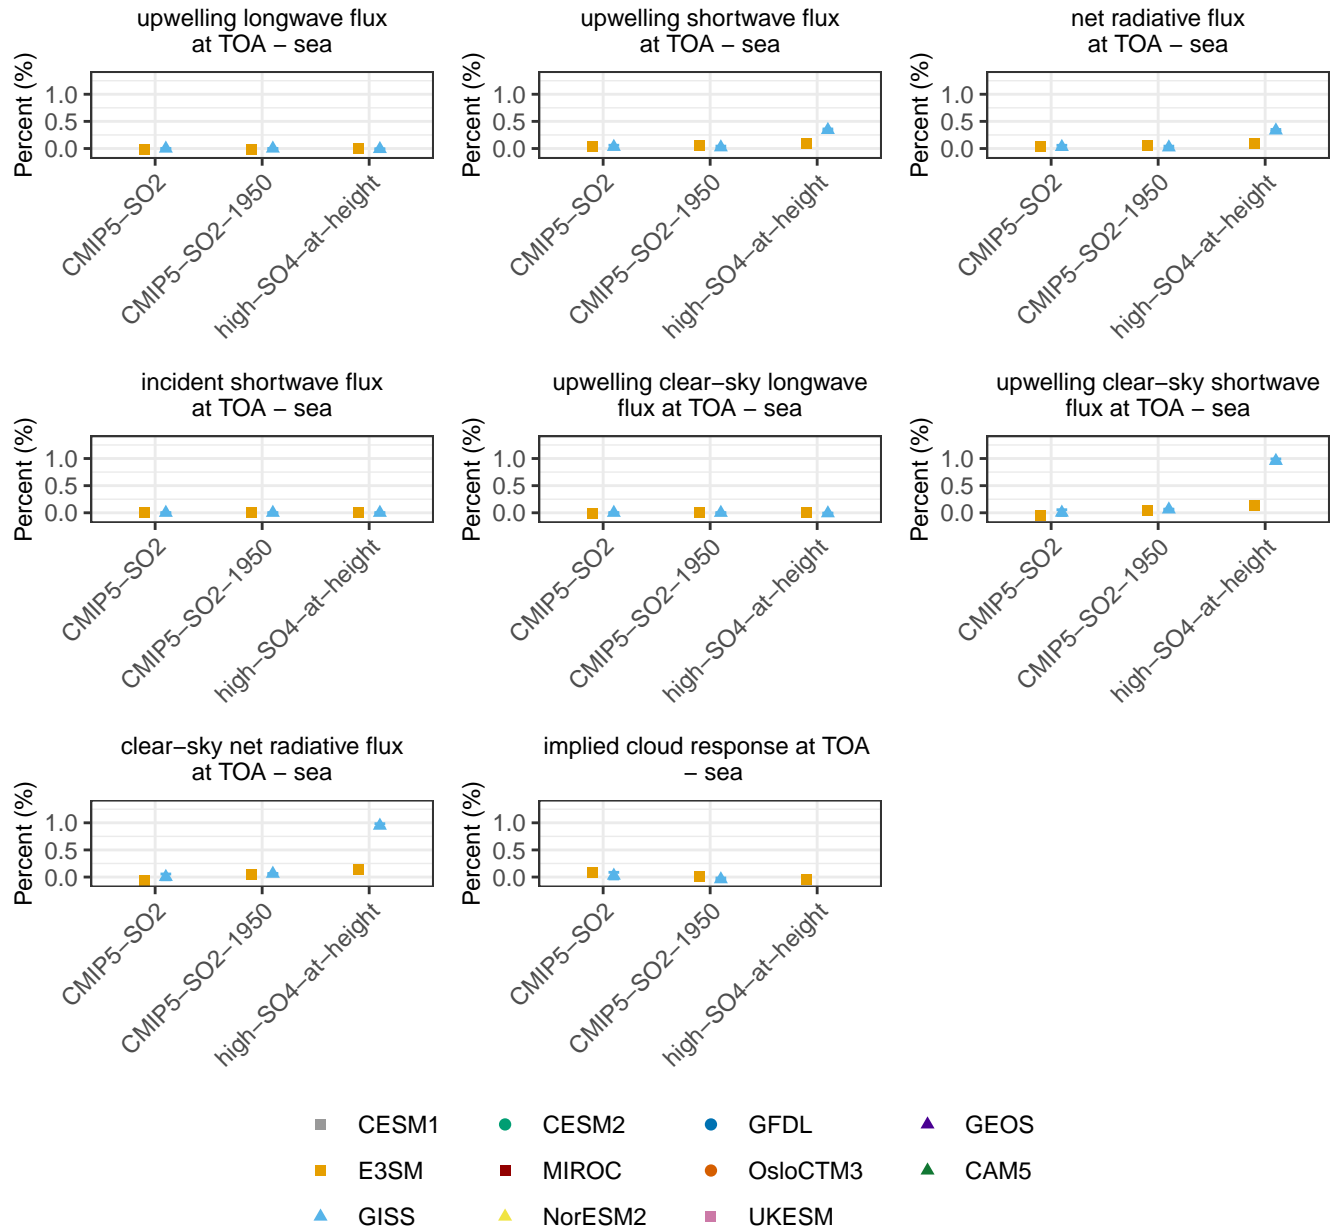 upwelling longwave flux
at TOA − sea
upwelling shortwave flux
at TOA − sea
net radiative flux
at TOA − sea
Percent (%)
1.0
0.5
0.0
CMIP5−SO2
CMIP5−SO2−1950
high−SO4−at−height
Percent (%)
1.0
0.5
0.0
CMIP5−SO2
CMIP5−SO2−1950
high−SO4−at−height
Percent (%)
1.0
0.5
0.0
CMIP5−SO2
CMIP5−SO2−1950
high−SO4−at−height
incident shortwave flux
at TOA − sea
upwelling clear−sky longwave
flux at TOA − sea
upwelling clear−sky shortwave
flux at TOA − sea
Percent (%)
1.0
0.5
0.0
CMIP5−SO2
CMIP5−SO2−1950
high−SO4−at−height
Percent (%)
1.0
0.5
0.0
CMIP5−SO2
CMIP5−SO2−1950
high−SO4−at−height
Percent (%)
1.0
0.5
0.0
CMIP5−SO2
CMIP5−SO2−1950
high−SO4−at−height
clear−sky net radiative flux
at TOA − sea
implied cloud response at TOA
− sea
Percent (%)
1.0
0.5
0.0
CMIP5−SO2
CMIP5−SO2−1950
high−SO4−at−height
Percent (%)
1.0
0.5
0.0
CMIP5−SO2
CMIP5−SO2−1950
high−SO4−at−height
CESM1
CESM2
GFDL
GEOS
E3SM
MIROC
OsloCTM3
CAM5
GISS
NorESM2
UKESM